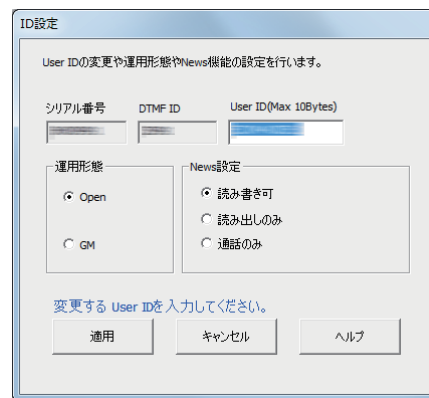 ID設定
User IDの変更や運用形態やNews機能の設定を行います。
シリアル番号 DTMF ID User ID(Max 10Bytes)
運用形態 News設定
Open 読み書き可
読み出しのみ
GM 通話のみ
変更する User IDを入力してください。
適用 キャンセル ヘルプ